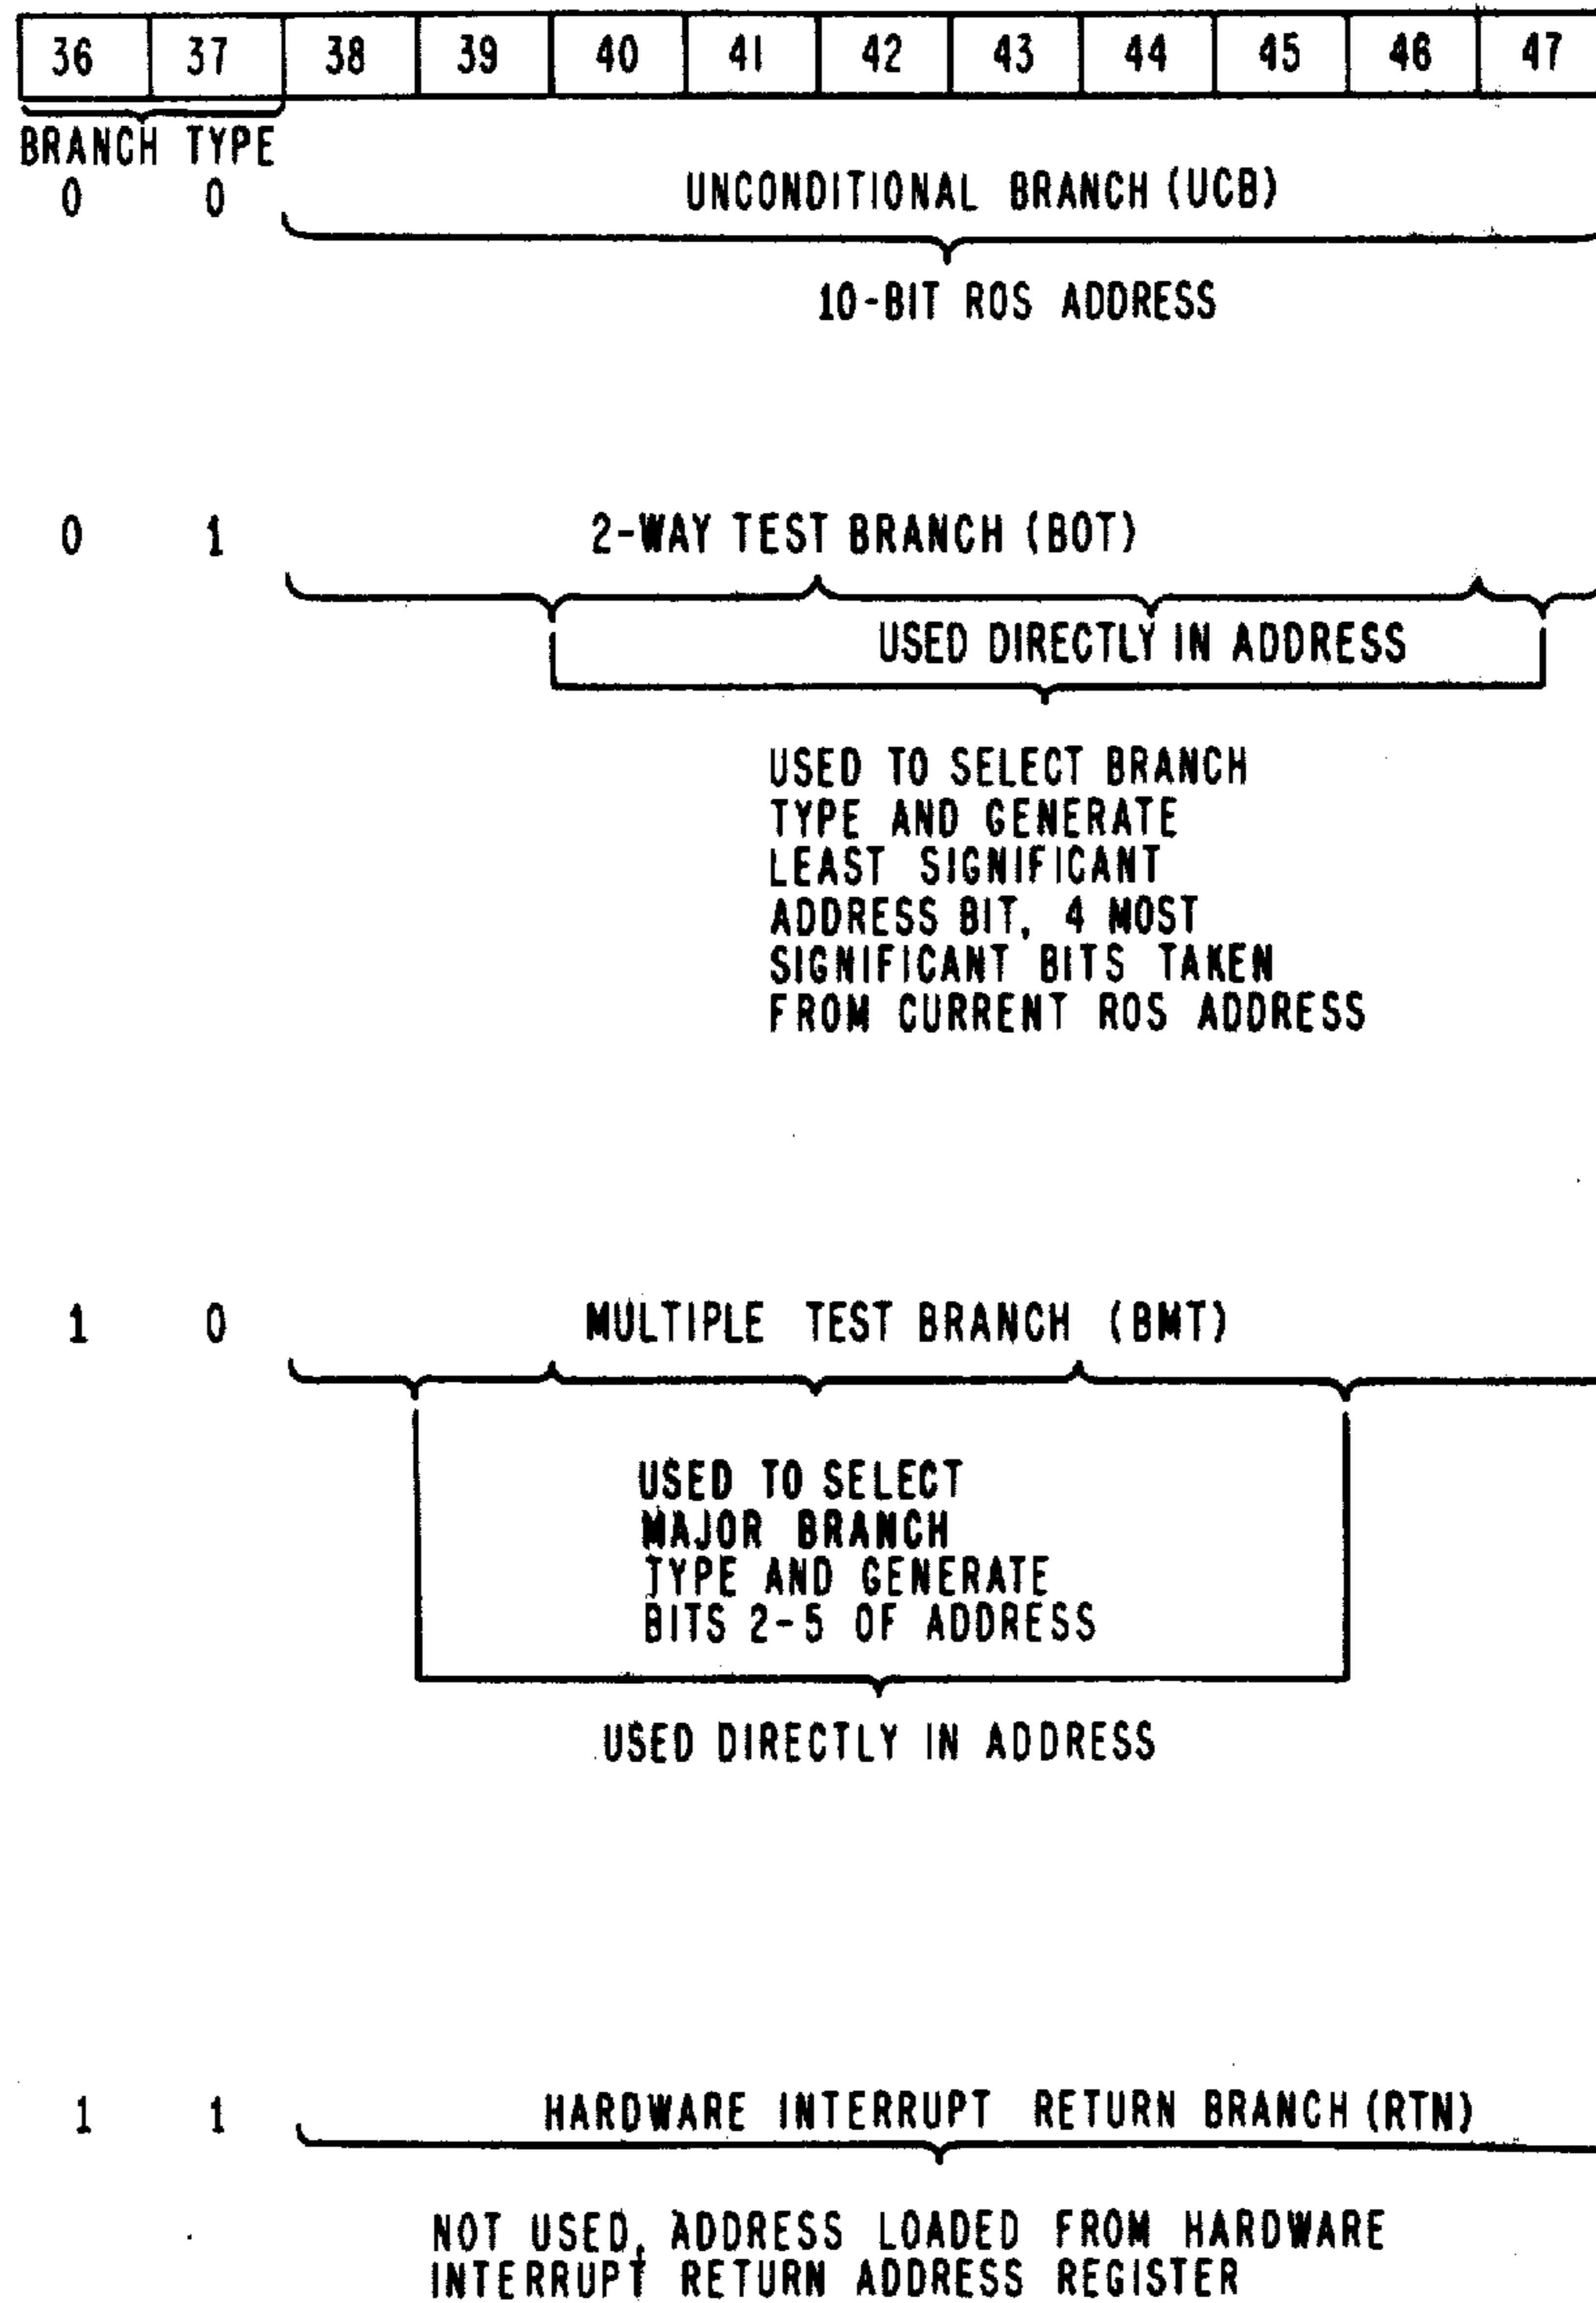 36 37 38 39 40 41 42 43 44 45 46 47
BRANCH TYPE
0 0 UNCONDITIONAL BRANCH (UCB)
10-BIT ROS ADDRESS
0 1 2-WAY TEST BRANCH (BOT)
USED DIRECTLY IN ADDRESS
USED TO SELECT BRANCH
TYPE AND GENERATE
LEAST SIGNIFICANT
ADDRESS BIT, 4 MOST
SIGNIFICANT BITS TAKEN
FROM CURRENT ROS ADDRESS
1 0 MULTIPLE TEST BRANCH (BMT)
USED TO SELECT
MAJOR BRANCH
TYPE AND GENERATE
BITS 2-5 OF ADDRESS
USED DIRECTLY IN ADDRESS
1 1 HARDWARE INTERRUPT RETURN BRANCH (RTN)
NOT USED, ADDRESS LOADED FROM HARDWARE
INTERRUPT RETURN ADDRESS REGISTER